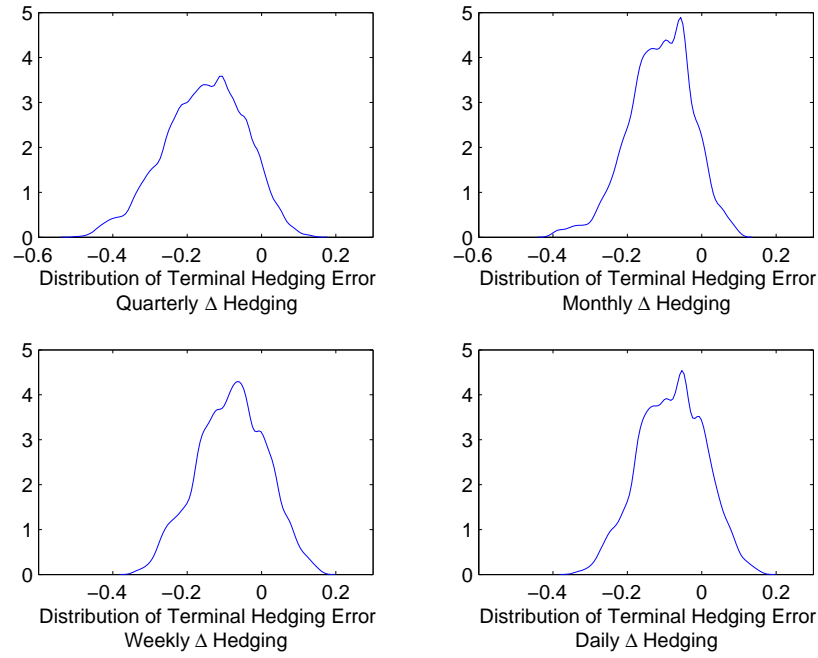 5
4
3
2
1
0
−0.6 −0.4 −0.2 0 0.2
Distribution of Terminal Hedging Error
Quarterly Δ Hedging
5
4
3
2
1
0
−0.6 −0.4 −0.2 0 0.2
Distribution of Terminal Hedging Error
Monthly Δ Hedging
5
4
3
2
1
0
−0.4 −0.2 0 0.2
Distribution of Terminal Hedging Error
Weekly Δ Hedging
5
4
3
2
1
0
−0.4 −0.2 0 0.2
Distribution of Terminal Hedging Error
Daily Δ Hedging